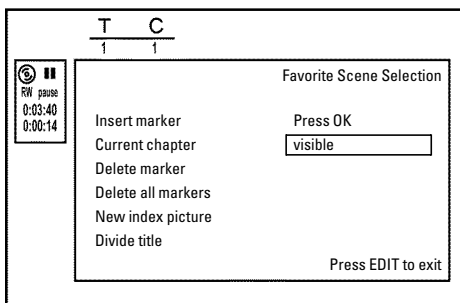 T C
1 1
RW pause
0:03:40
0:00:14
Favorite Scene Selection
Insert marker Press OK
Current chapter visible
Delete marker
Delete all markers
New index picture
Divide title
Press EDIT to exit